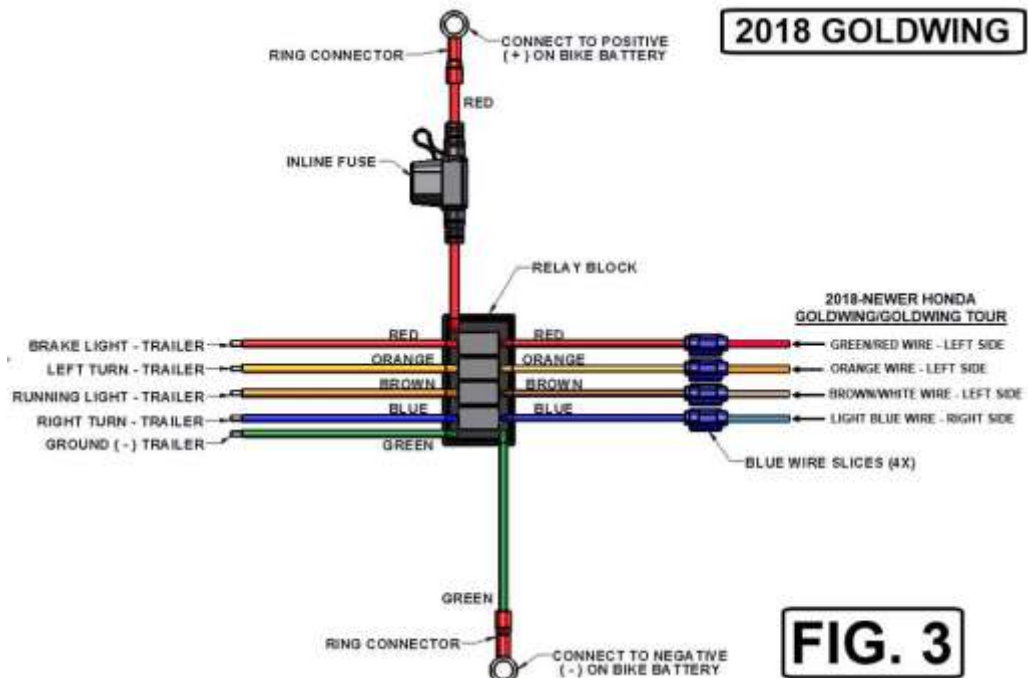 2018 GOLDWING
RING CONNECTOR
CONNECT TO POSITIVE
( + ) ON BIKE BATTERY
RED
INLINE FUSE
RELAY BLOCK
2018-NEWER HONDA
GOLDWING/GOLDWING TOUR
BRAKE LIGHT - TRAILER
RED
RED
GREEN/RED WIRE - LEFT SIDE
LEFT TURN - TRAILER
ORANGE
ORANGE
ORANGE WIRE - LEFT SIDE
RUNNING LIGHT - TRAILER
BROWN
BROWN
BROWN/WHITE WIRE - LEFT SIDE
RIGHT TURN - TRAILER
BLUE
BLUE
LIGHT BLUE WIRE - RIGHT SIDE
GROUND ( - ) TRAILER
GREEN
BLUE WIRE SLICES (4X)
GREEN
RING CONNECTOR
CONNECT TO NEGATIVE
( - ) ON BIKE BATTERY
FIG. 3